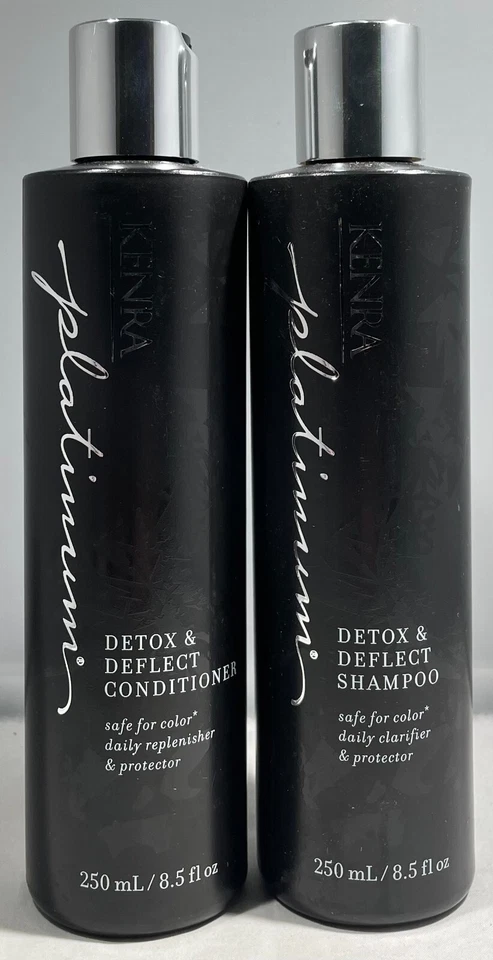 KENRA
platinum®
DETOX &
DEFLECT
CONDITIONER
safe for color*
daily replenisher
& protector
250 mL / 8.5 fl oz
KENRA
platinum®
DETOX &
DEFLECT
SHAMPOO
safe for color*
daily clarifier
& protector
250 mL / 8.5 fl oz